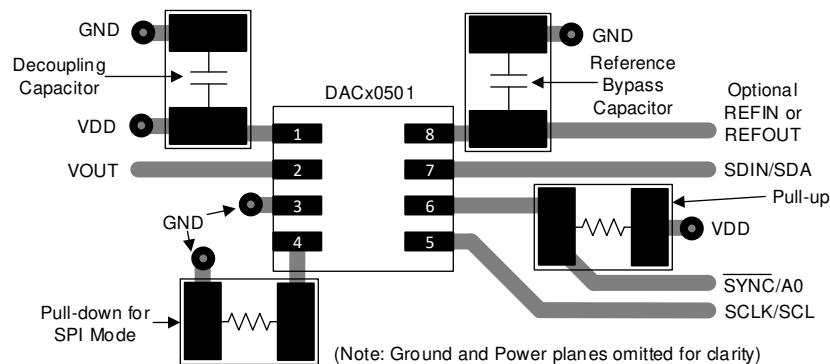 GND
GND
Decoupling
Capacitor
Reference
Bypass
Capacitor
DACx0501
Optional
REFIN or
REFOUT
VDD
1
8
VOUT
2
7
SDIN/SDA
3
6
Pull-up
GND
VDD
4
5
SYNC/A0
Pull-down for
SPI Mode
SCLK/SCL
(Note: Ground and Power planes omitted for clarity)